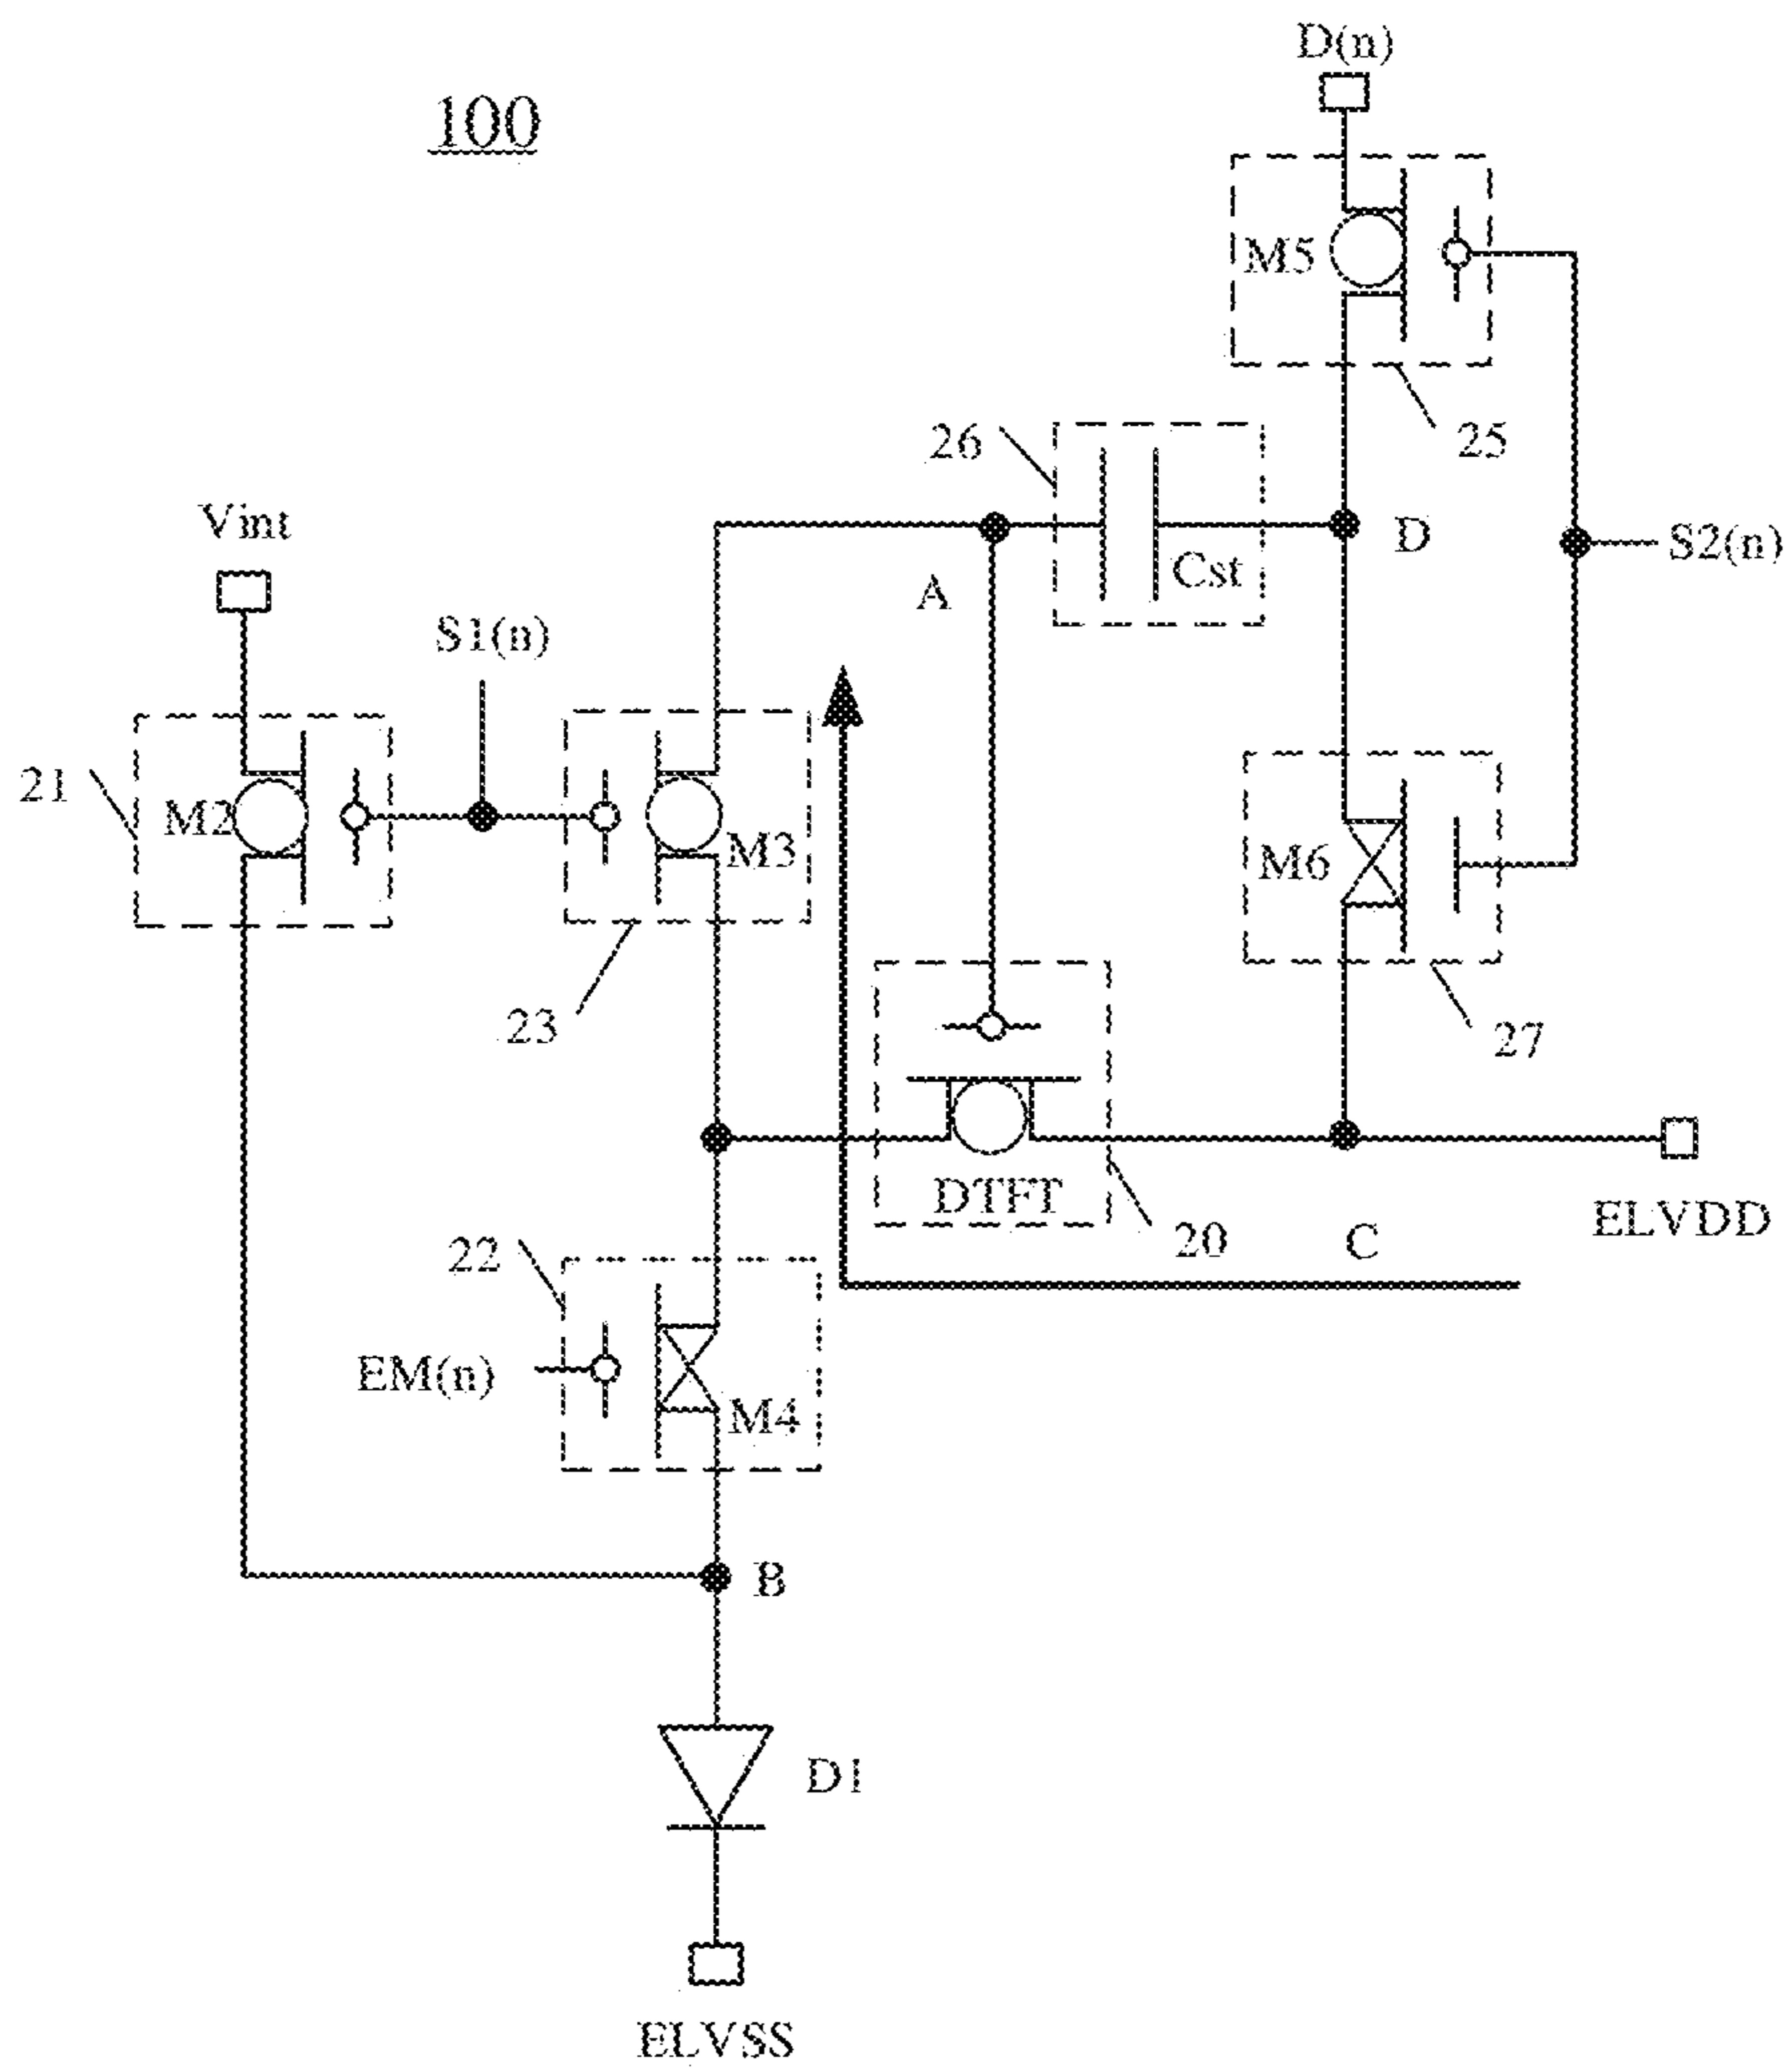 D(n)
100
M5
25
26
Vint
D
S2(n)
Cst
A
S1(n)
21
M2
M3
M6
23
27
DTFT
20
ELVDD
C
22
EM(n)
M4
B
D1
ELVSS